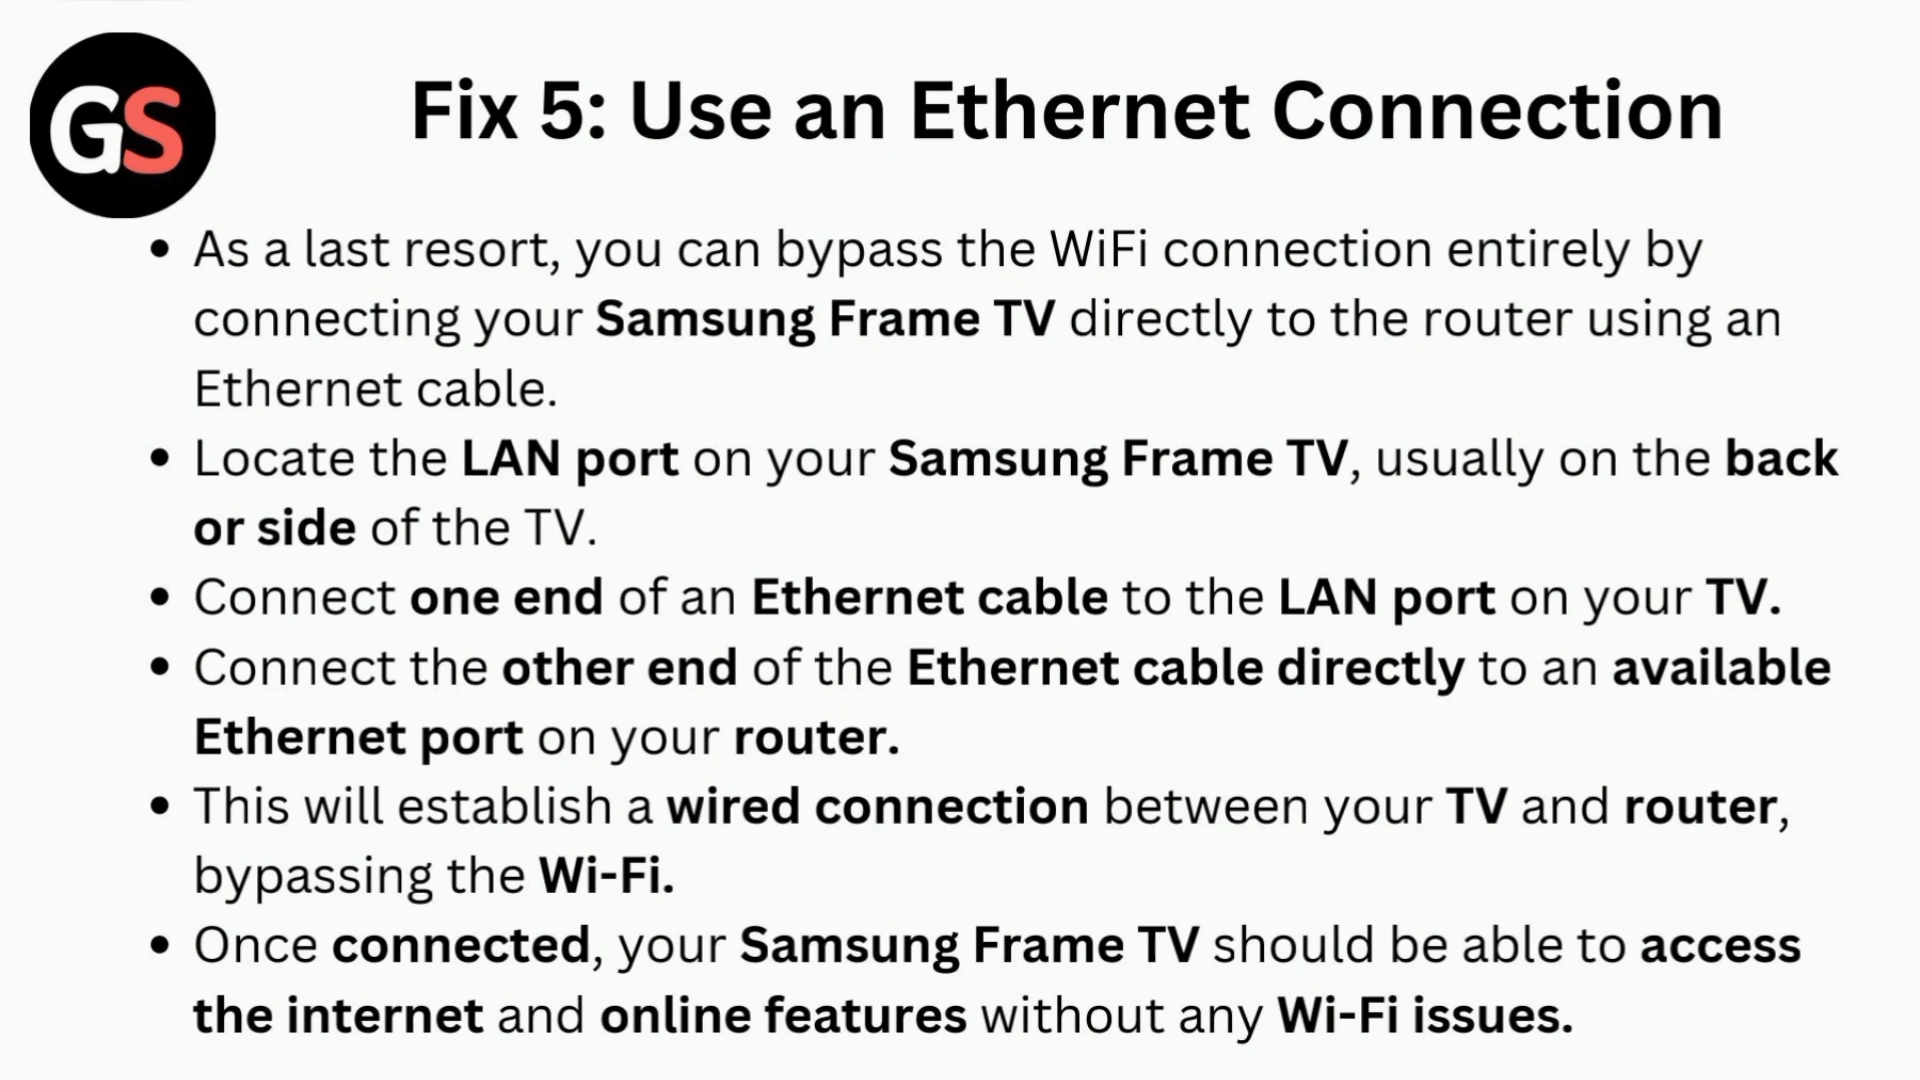 GS
Fix 5: Use an Ethernet Connection
• As a last resort, you can bypass the WiFi connection entirely by
connecting your Samsung Frame TV directly to the router using an
Ethernet cable.
• Locate the LAN port on your Samsung Frame TV, usually on the back
or side of the TV.
• Connect one end of an Ethernet cable to the LAN port on your TV.
• Connect the other end of the Ethernet cable directly to an available
Ethernet port on your router.
• This will establish a wired connection between your TV and router,
bypassing the Wi-Fi.
• Once connected, your Samsung Frame TV should be able to access
the internet and online features without any Wi-Fi issues.